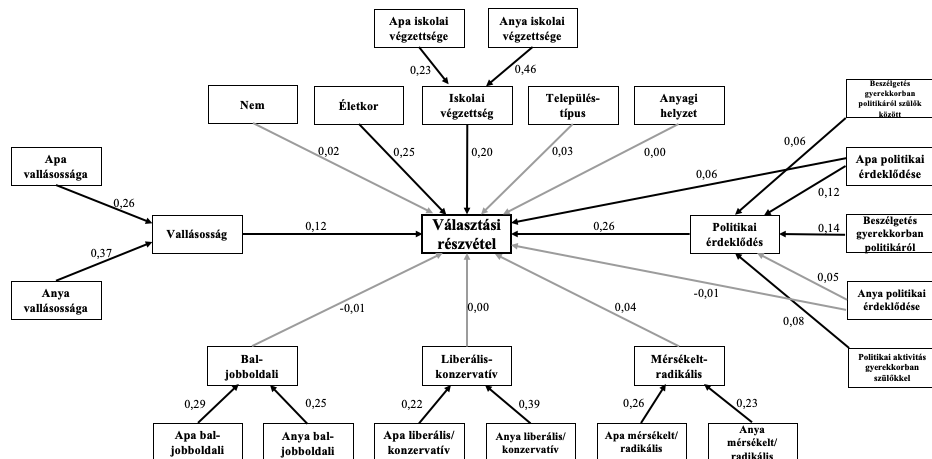 Apa iskolai
végzettsége
Anya iskolai
végzettsége
0,23
0,46
Nem
Életkor
Iskolai
végzettség
Település-
típus
Anyagi
helyzet
Beszélgetés
gyerekkorban
politikáról szülők
között
0,02
0,25
0,20
0,03
0,00
0,06
Apa
vallásossága
0,26
Apa politikai
érdeklődése
0,06
0,12
Vallásosság
0,12
Választási
részvétel
0,26
Politikai
érdeklődés
0,14
Beszélgetés
gyerekkorban
politikáról
0,37
Anya
vallásossága
-0,01
0,05
Anya politikai
érdeklődése
0,08
-0,01
0,00
0,04
Bal-
jobboldali
Liberális-
konzervatív
Mérsékelt-
radikális
Politikai aktivitás
gyerekkorban
szülőkkel
0,29
0,25
0,22
0,39
0,26
0,23
Apa bal-
jobboldali
Anya bal-
jobboldali
Apa liberális/
konzervatív
Anya liberális/
konzervatív
Apa mérsékelt/
radikális
Anya
mérsékelt/
radikális